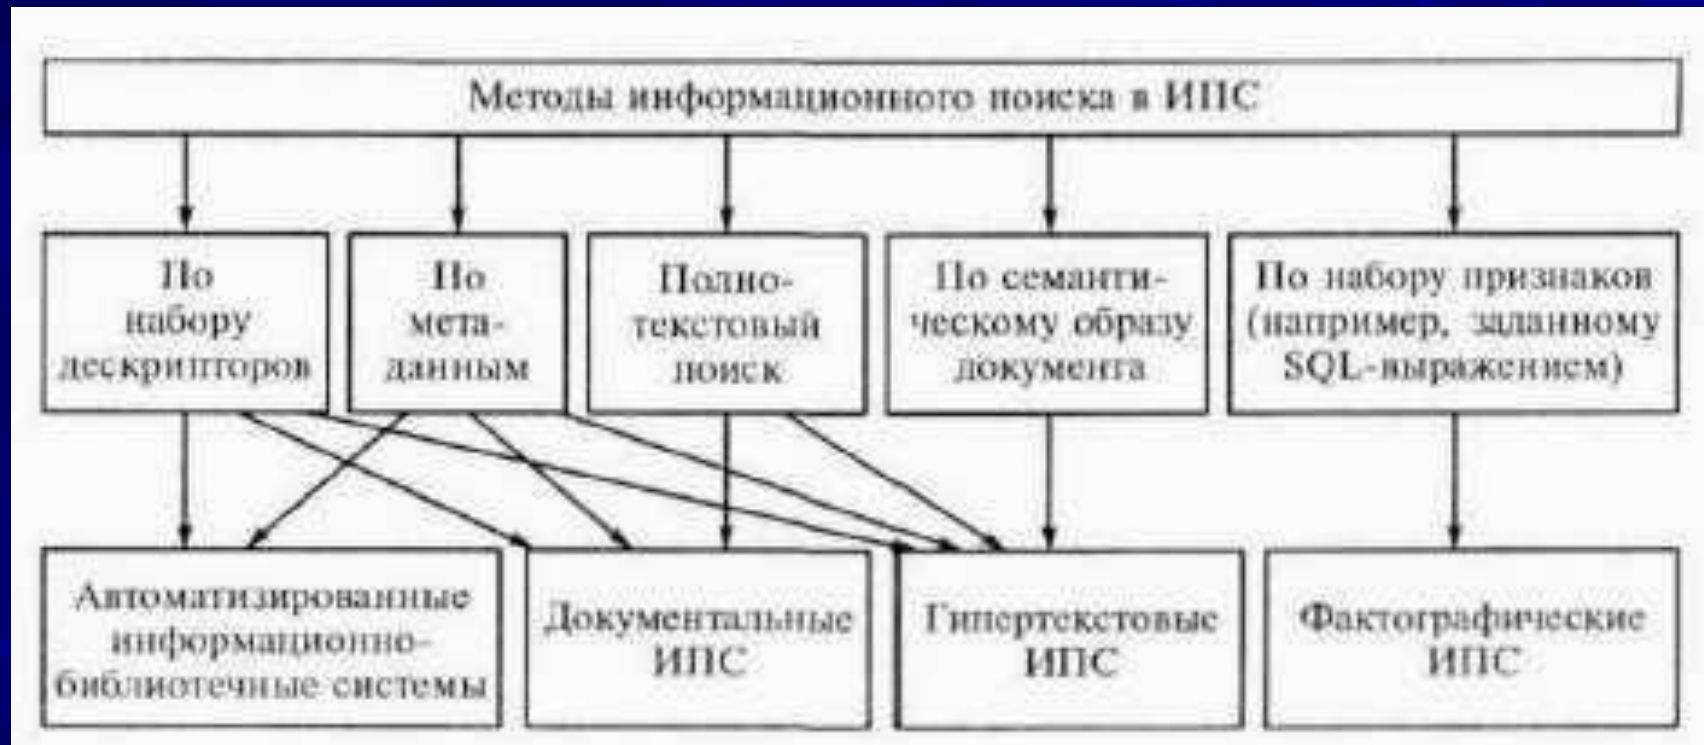 Методы информационного поиска в ИПС
По
набору
дескрипторов
По
мета-
данным
Полно-
текстовый
поиск
По семанти-
ческому образу
документа
По набору признаков
(например, заданному
SQL-выражением)
Автоматизированные
информационно-
библиотечные системы
Документальные
ИПС
Гипертекстовые
ИПС
Фактографические
ИПС